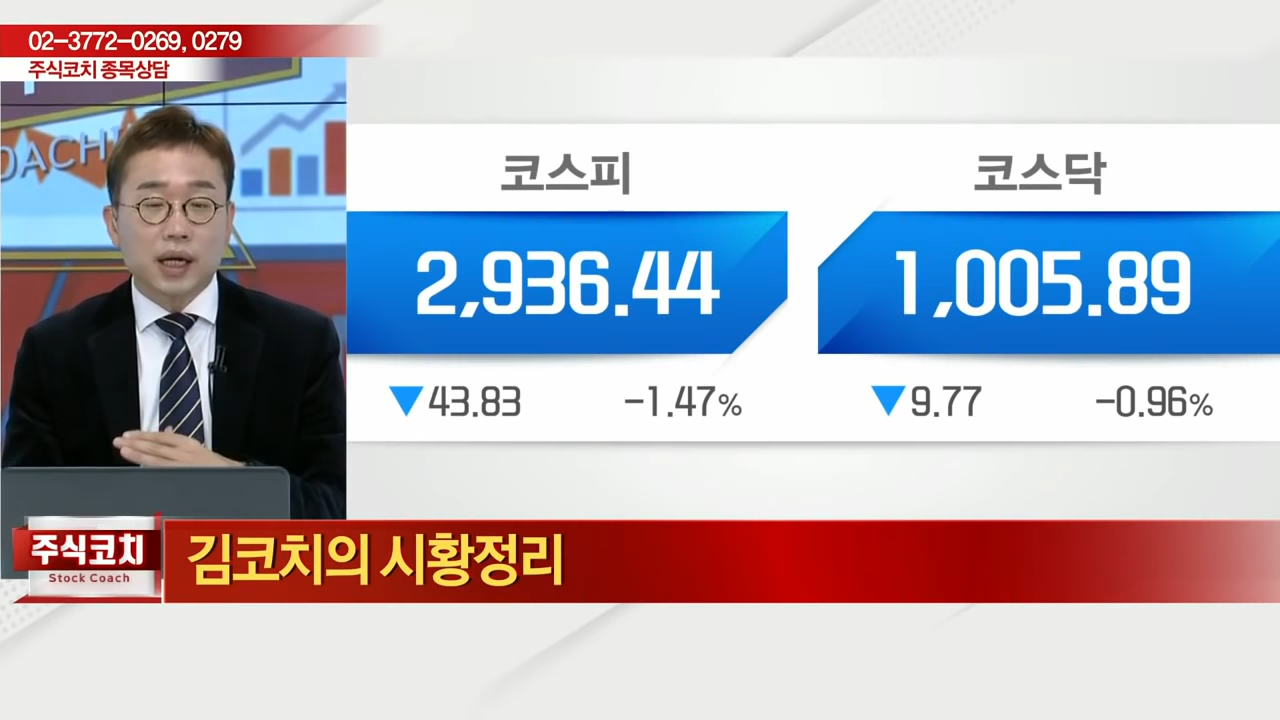 02-3772-0269, 0279
주식코치 종목상담
OACH
코스피
코스닥
2,936.44
1,005.89
▼43.83 -1.47%
▼9.77 -0.96%
주식코치
Stock Coach
김코치의 시황정리